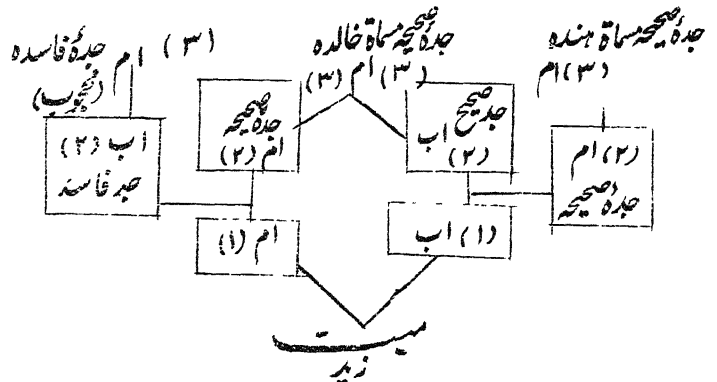 جدۂ صحیحہ مسماۃ ہندہ
(۳) ام
جدۂ صحیحہ مسماۃ خالدہ
(۳) ام (۳)
(۳) ام جدۂ فاسدہ
(محجوب)
(۲) ام
جدۂ صحیحہ
جد صحیح
اب
(۲)
جدۂ صحیحہ
ام (۲)
اب (۲)
جد فاسد
(۱) اب
ام (۱)
میت
زید